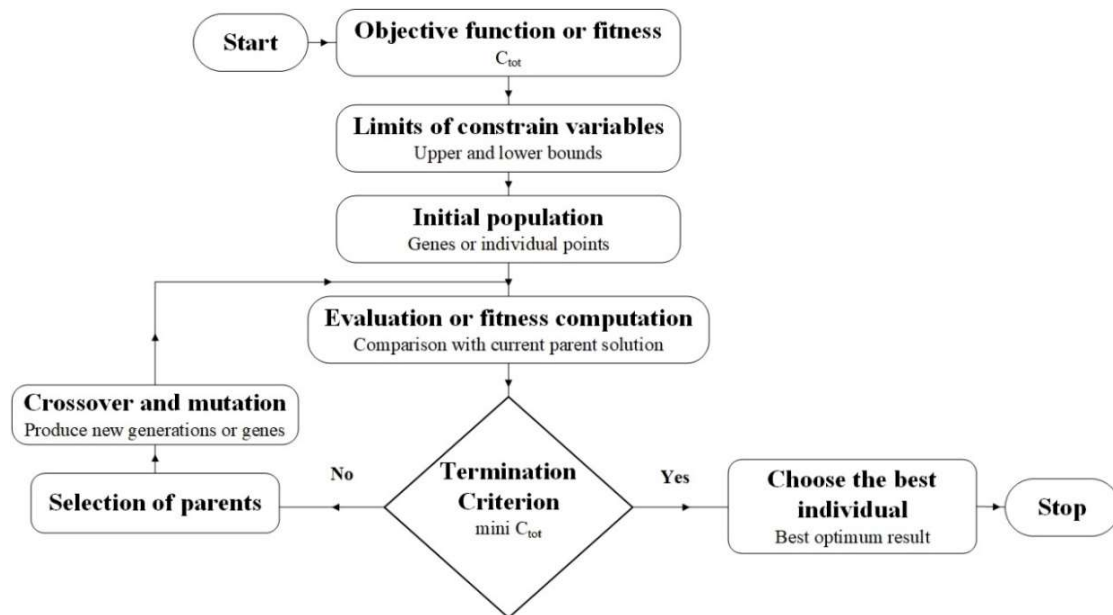 Start
Objective function or fitness
C_tot
Limits of constrain variables
Upper and lower bounds
Initial population
Genes or individual points
Evaluation or fitness computation
Comparison with current parent solution
Crossover and mutation
Produce new generations or genes
Selection of parents
No
Termination
Criterion
mini C_tot
Yes
Choose the best
individual
Best optimum result
Stop